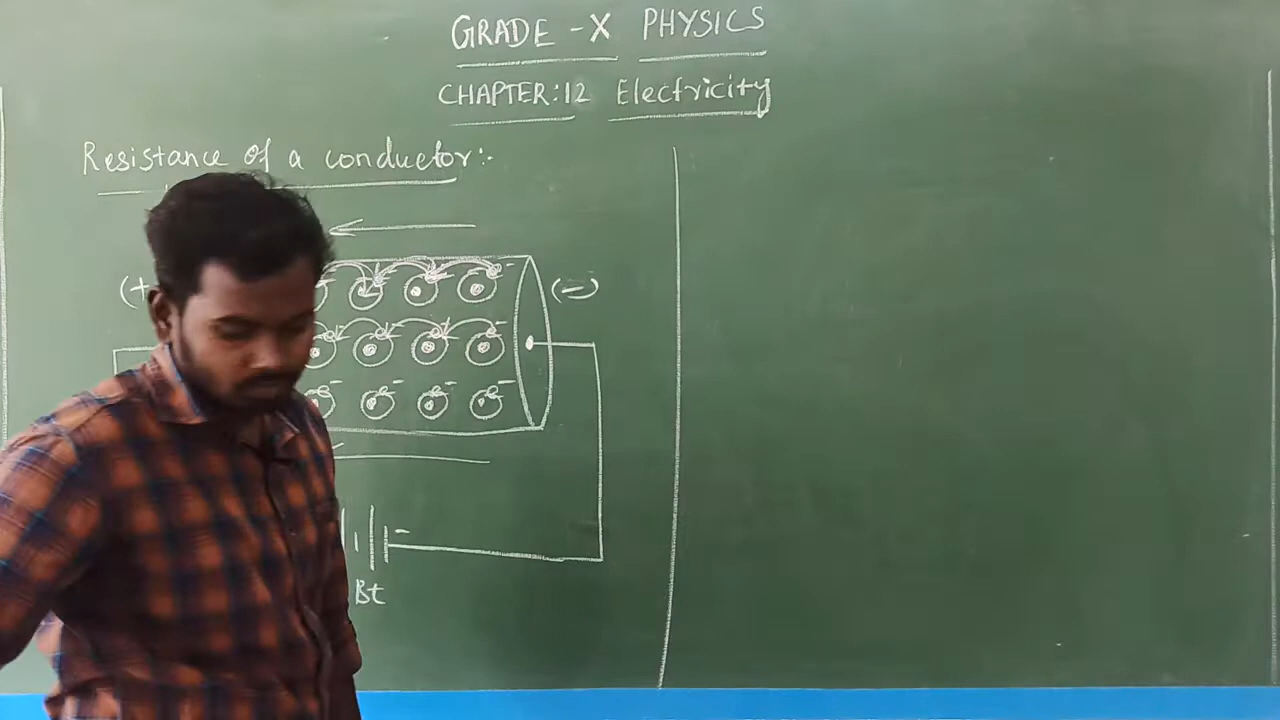 GRADE -X PHYSICS
CHAPTER:12 Electricity
Resistance of a conductor:-
(+ (-)
e- e- e- e-
-
Bt